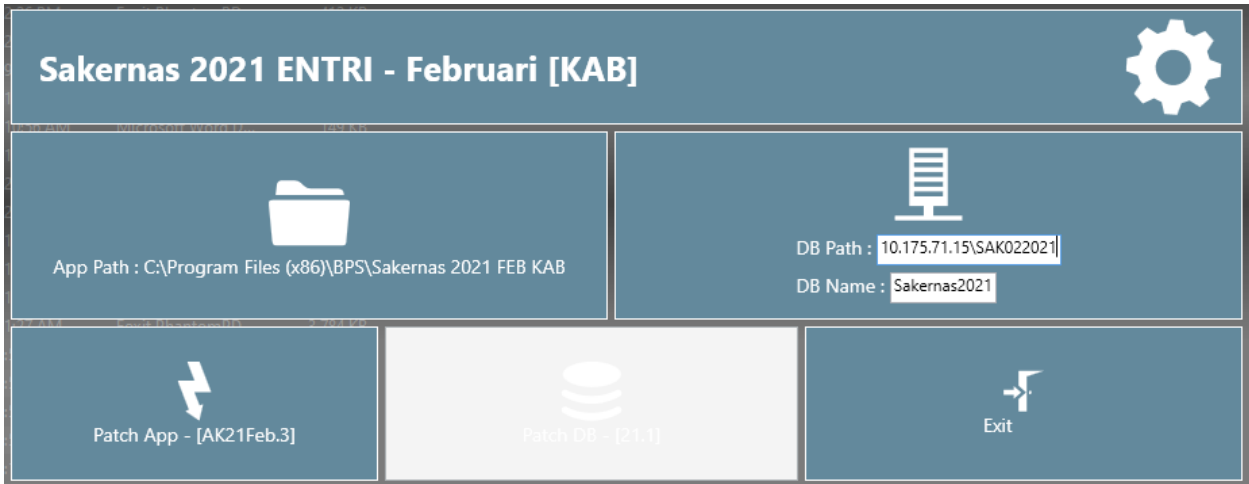 Sakernas 2021 ENTRI - Februari [KAB]
App Path : C:\Program Files (x86)\BPS\Sakernas 2021 FEB KAB
DB Path : 10.175.71.15\SAK022021
DB Name : Sakernas2021
Patch App - [AK21Feb.3]
Patch DB - [21.1]
Exit